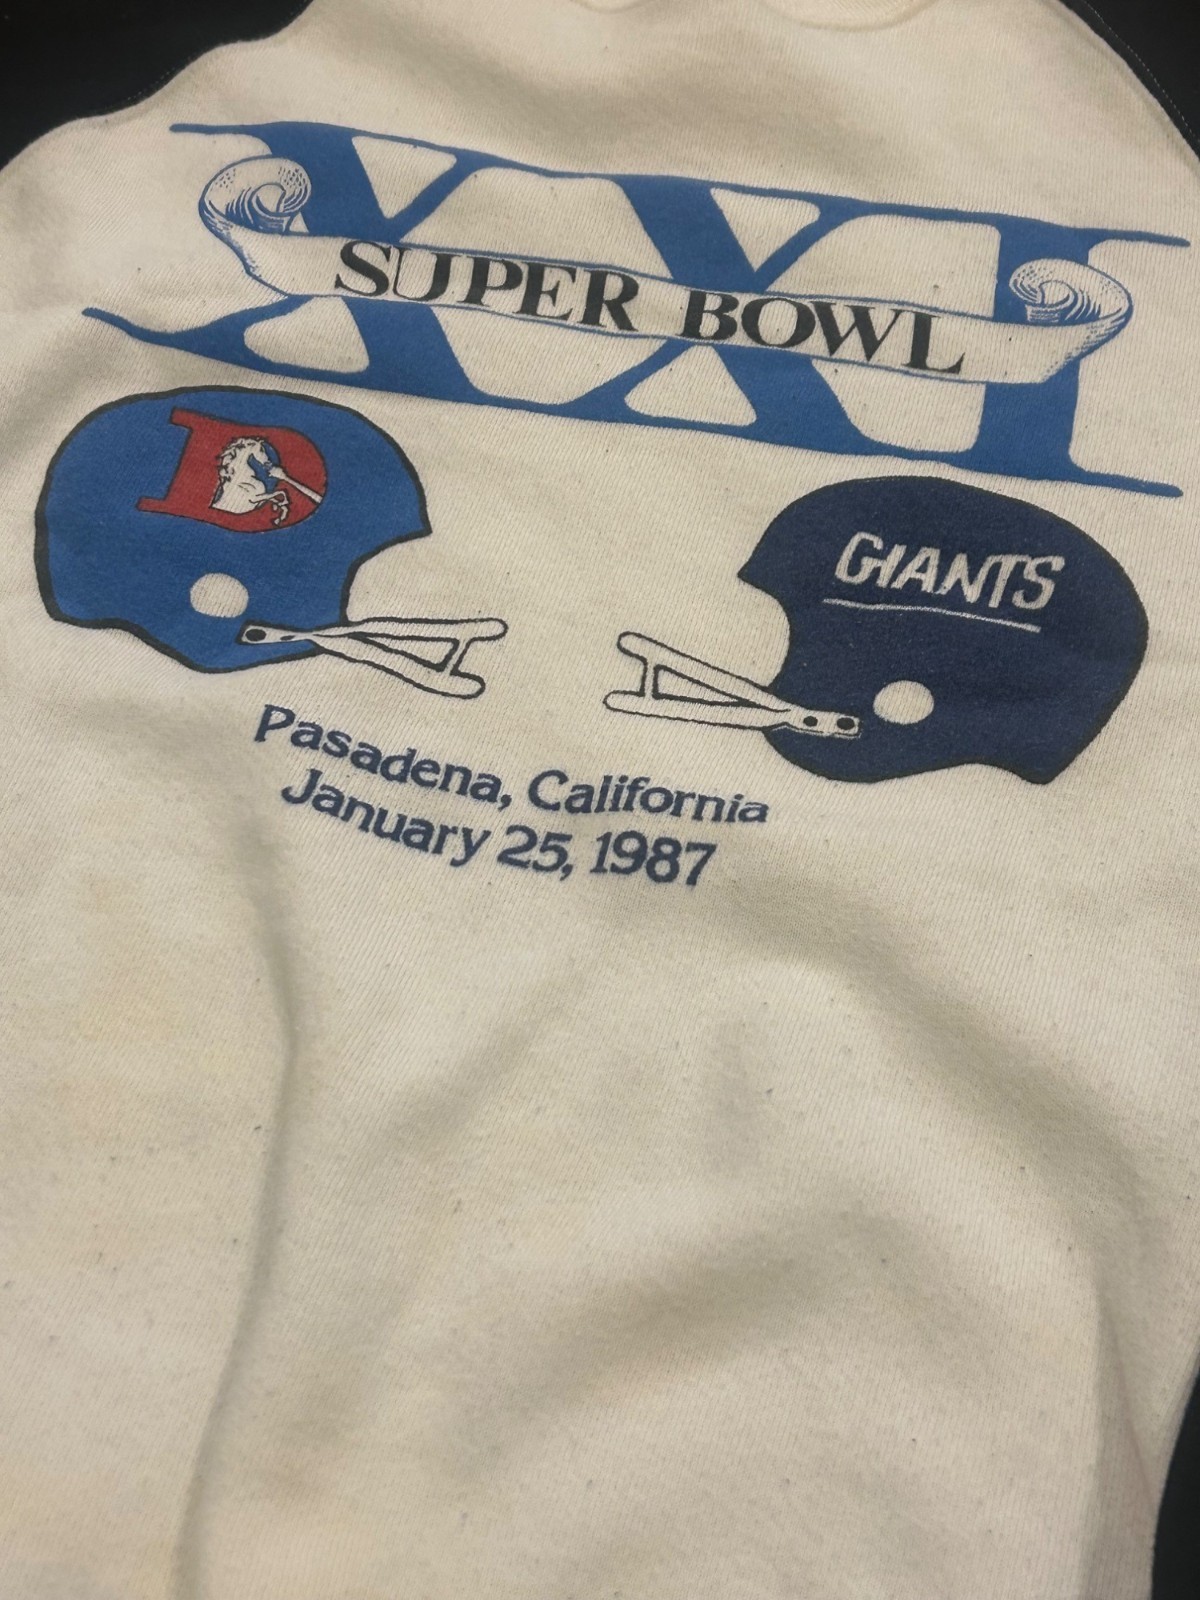 XXI
SUPER BOWL
D
GIANTS
Pasadena, California
January 25, 1987